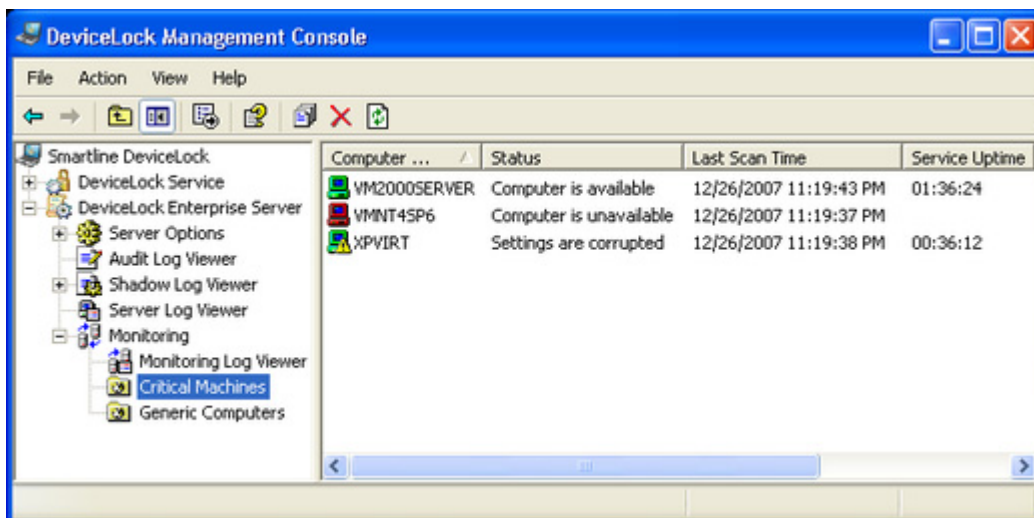 DeviceLock Management Console
File Action View Help
Smartline DeviceLock
DeviceLock Service
DeviceLock Enterprise Server
Server Options
Audit Log Viewer
Shadow Log Viewer
Server Log Viewer
Monitoring
Monitoring Log Viewer
Critical Machines
Generic Computers
Computer ... Status Last Scan Time Service Uptime
VM2000SERVER Computer is available 12/26/2007 11:19:43 PM 01:36:24
VMNT4SP6 Computer is unavailable 12/26/2007 11:19:37 PM
XPVIRT Settings are corrupted 12/26/2007 11:19:38 PM 00:36:12